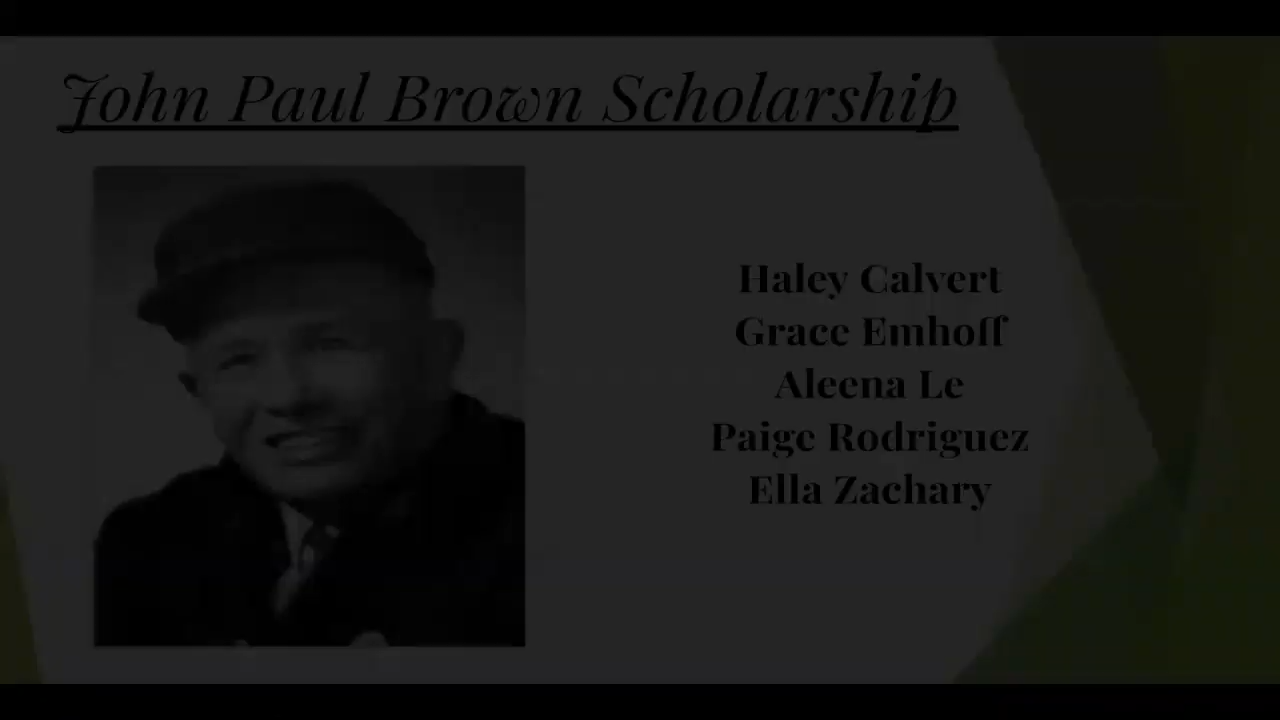 John Paul Brown Scholarship
Haley Calvert
Grace Emhoff
Aleena Le
Paige Rodriguez
Ella Zachary